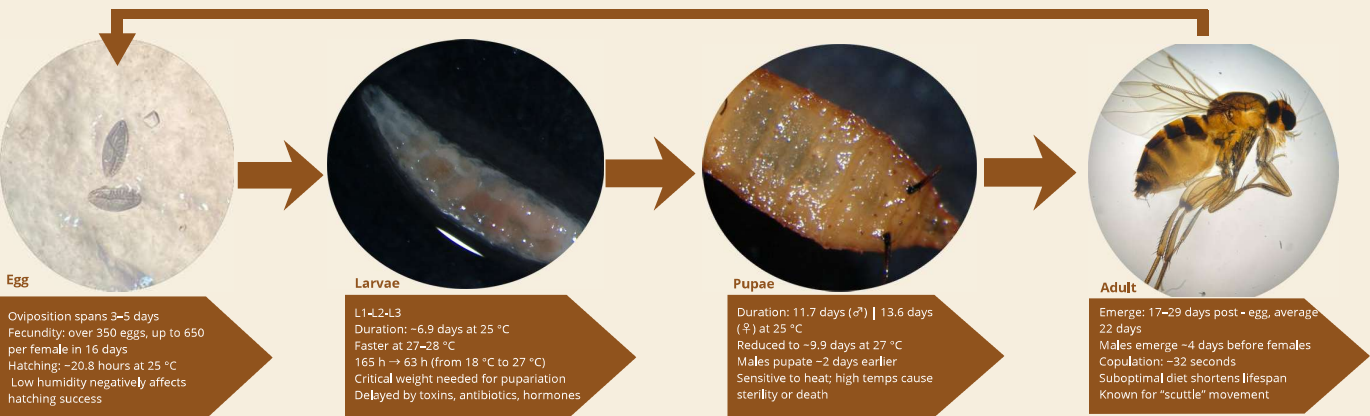 Egg
Oviposition spans 3–5 days
Fecundity: over 350 eggs, up to 650
per female in 16 days
Hatching: ~20.8 hours at 25 °C
Low humidity negatively affects
hatching success
Larvae
L1-L2-L3
Duration: ~6.9 days at 25 °C
Faster at 27–28 °C
165 h → 63 h (from 18 °C to 27 °C)
Critical weight needed for pupariation
Delayed by toxins, antibiotics, hormones
Pupae
Duration: 11.7 days (♂) | 13.6 days
(♀) at 25 °C
Reduced to ~9.9 days at 27 °C
Males pupate ~2 days earlier
Sensitive to heat; high temps cause
sterility or death
Adult
Emerge: 17–29 days post - egg, average
22 days
Males emerge ~4 days before females
Copulation: ~32 seconds
Suboptimal diet shortens lifespan
Known for “scuttle” movement